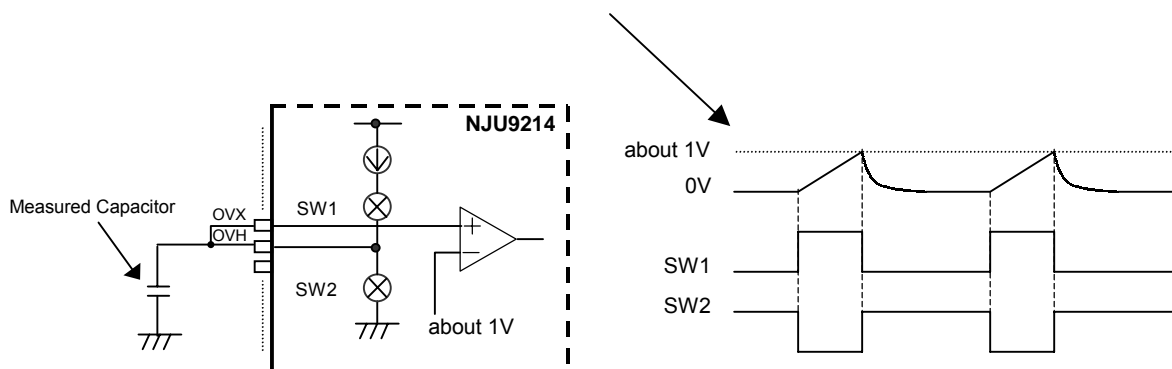 NJU9214
Measured Capacitor
OVX
OVH
SW1
SW2
+
−
about 1V
about 1V
0V
SW1
SW2